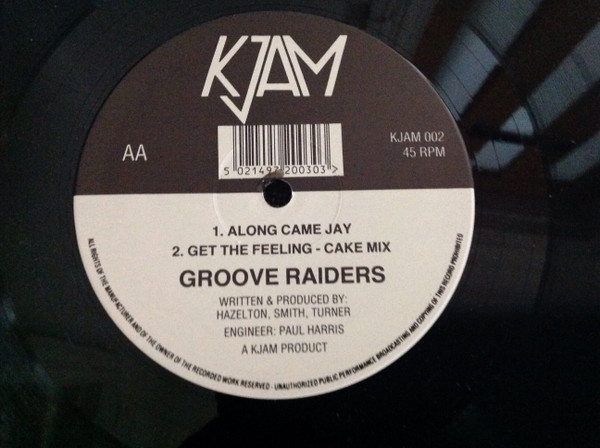 KJAM
AA
KJAM 002
45 RPM
5 021497 200303 >
1. ALONG CAME JAY
2. GET THE FEELING - CAKE MIX
GROOVE RAIDERS
WRITTEN & PRODUCED BY:
HAZELTON, SMITH, TURNER
ENGINEER: PAUL HARRIS
A KJAM PRODUCT
ALL RIGHTS OF THE MANUFACTURER AND OF THE OWNER OF THE RECORDED WORK RESERVED - UNAUTHORIZED PUBLIC PERFORMANCE BROADCASTING AND COPYING OF THIS RECORD PROHIBITED